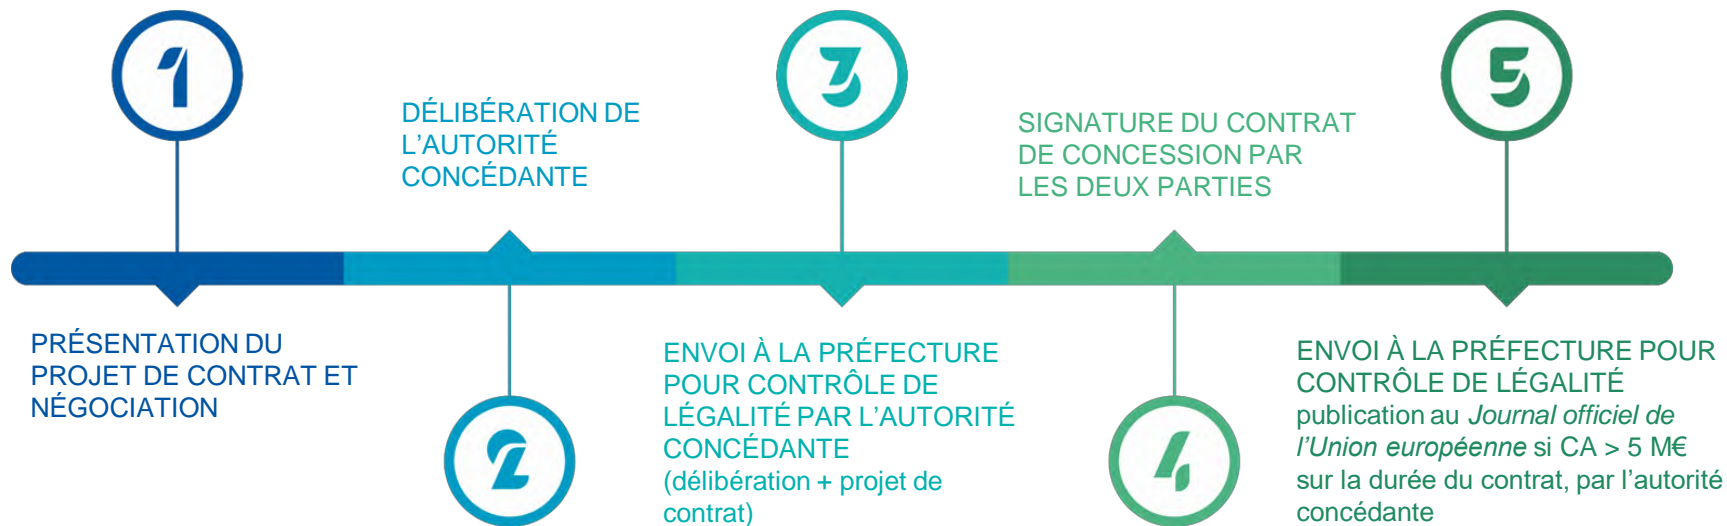 1
PRÉSENTATION DU
PROJET DE CONTRAT ET
NÉGOCIATION
DÉLIBÉRATION DE
L'AUTORITÉ
CONCÉDANTE
2
3
ENVOI À LA PRÉFECTURE
POUR CONTRÔLE DE
LÉGALITÉ PAR L'AUTORITÉ
CONCÉDANTE
(délibération + projet de
contrat)
SIGNATURE DU CONTRAT
DE CONCESSION PAR
LES DEUX PARTIES
4
5
ENVOI À LA PRÉFECTURE POUR
CONTRÔLE DE LÉGALITÉ
publication au Journal officiel de
l'Union européenne si CA > 5 M€
sur la durée du contrat, par l'autorité
concédante